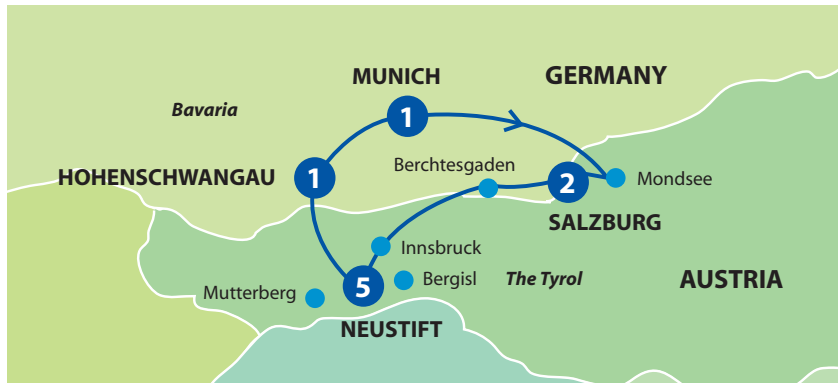 MUNICH
GERMANY
Bavaria
1
Berchtesgaden
HOHENSCHWANGAU
1
2
Mondsee
SALZBURG
Innsbruck
Bergisl
The Tyrol
AUSTRIA
5
Mutterberg
NEUSTIFT